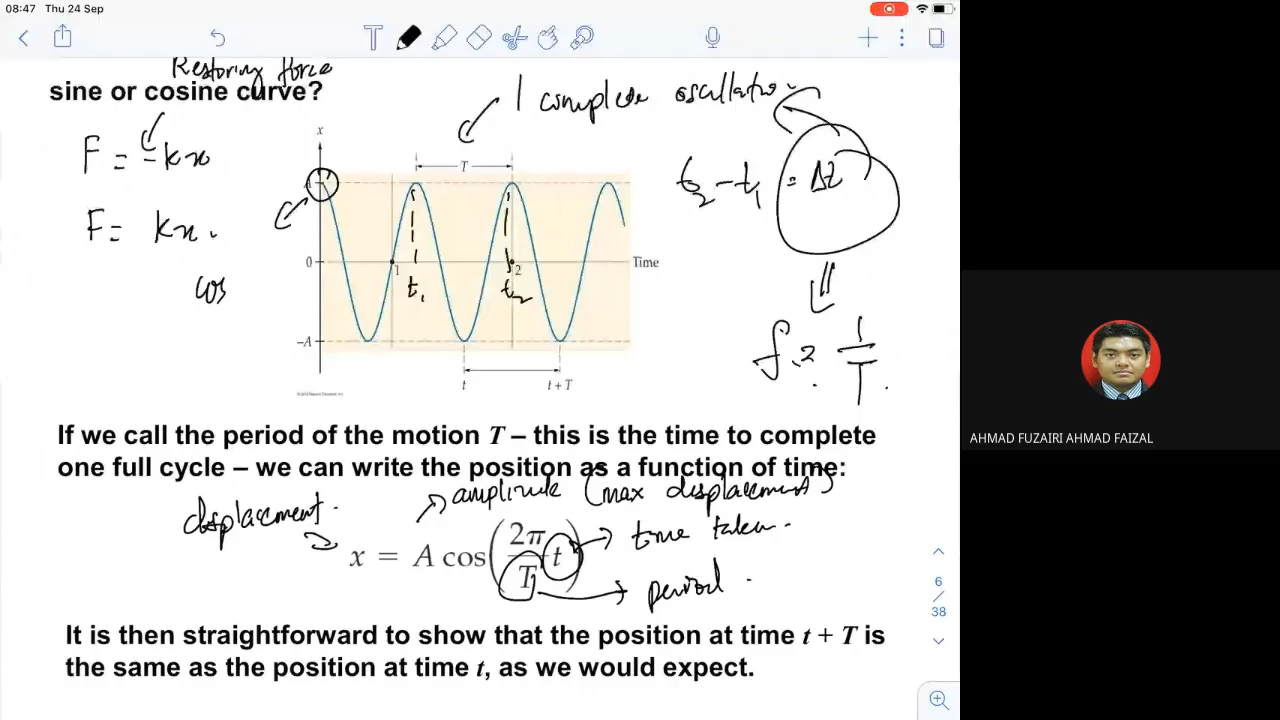 08:47 Thu 24 Sep
Restoring force
sine or cosine curve?
1 complete oscillation.
F = -kx
F = kx.
cos
x
T
A
0
1
2
Time
t₁
t₂
-A
t
t + T
t₂ - t₁ = Δt
f = 1/T.
If we call the period of the motion T – this is the time to complete
one full cycle – we can write the position as a function of time:
amplitude (max displacement)
displacement.
x = A cos(2π/T t)
time taken.
period.
It is then straightforward to show that the position at time t + T is
the same as the position at time t, as we would expect.
6
/
38
AHMAD FUZAIRI AHMAD FAIZAL